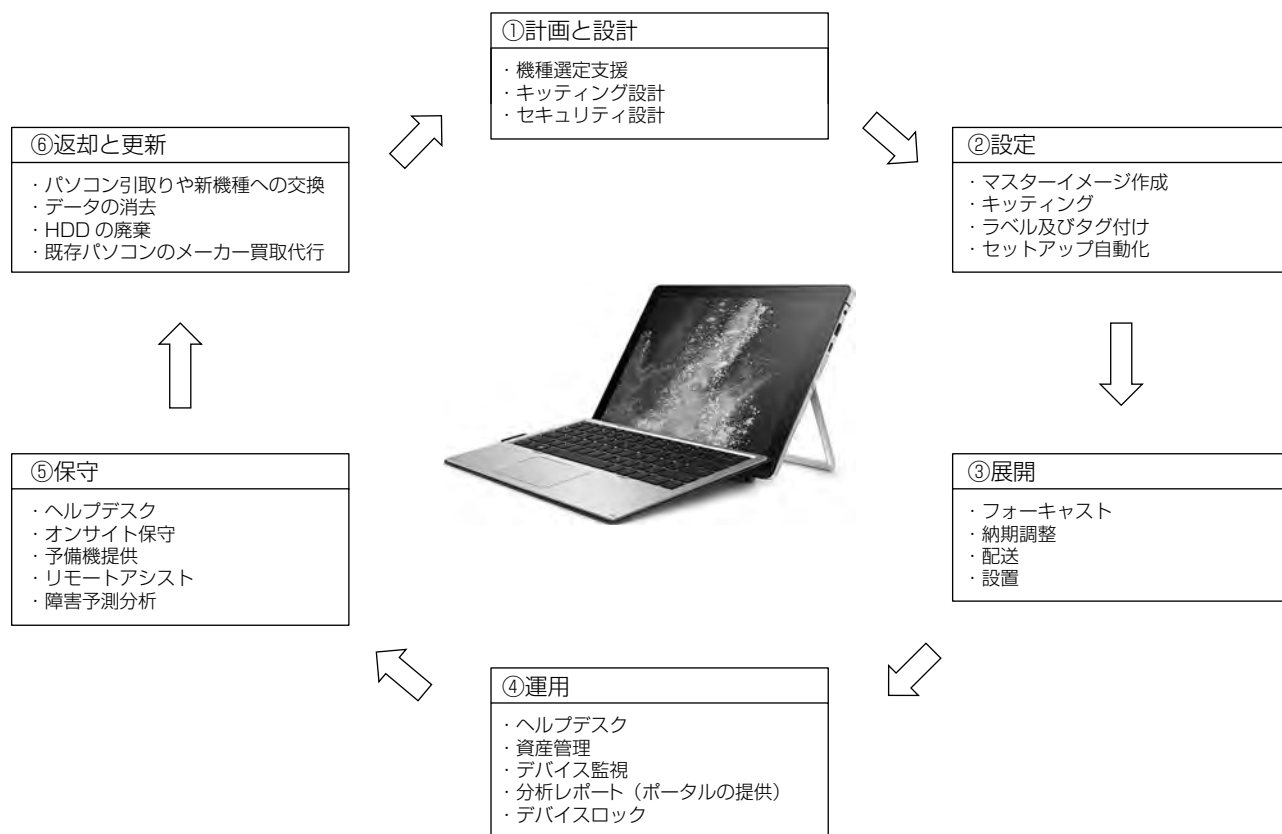 ①計画と設計
・機種選定支援
・キッティング設計
・セキュリティ設計
②設定
・マスターイメージ作成
・キッティング
・ラベル及びタグ付け
・セットアップ自動化
③展開
・フォーキャスト
・納期調整
・配送
・設置
④運用
・ヘルプデスク
・資産管理
・デバイス監視
・分析レポート（ポータルの提供）
・デバイスロック
⑤保守
・ヘルプデスク
・オンサイト保守
・予備機提供
・リモートアシスト
・障害予測分析
⑥返却と更新
・パソコン引取りや新機種への交換
・データの消去
・HDD の廃棄
・既存パソコンのメーカー買取代行